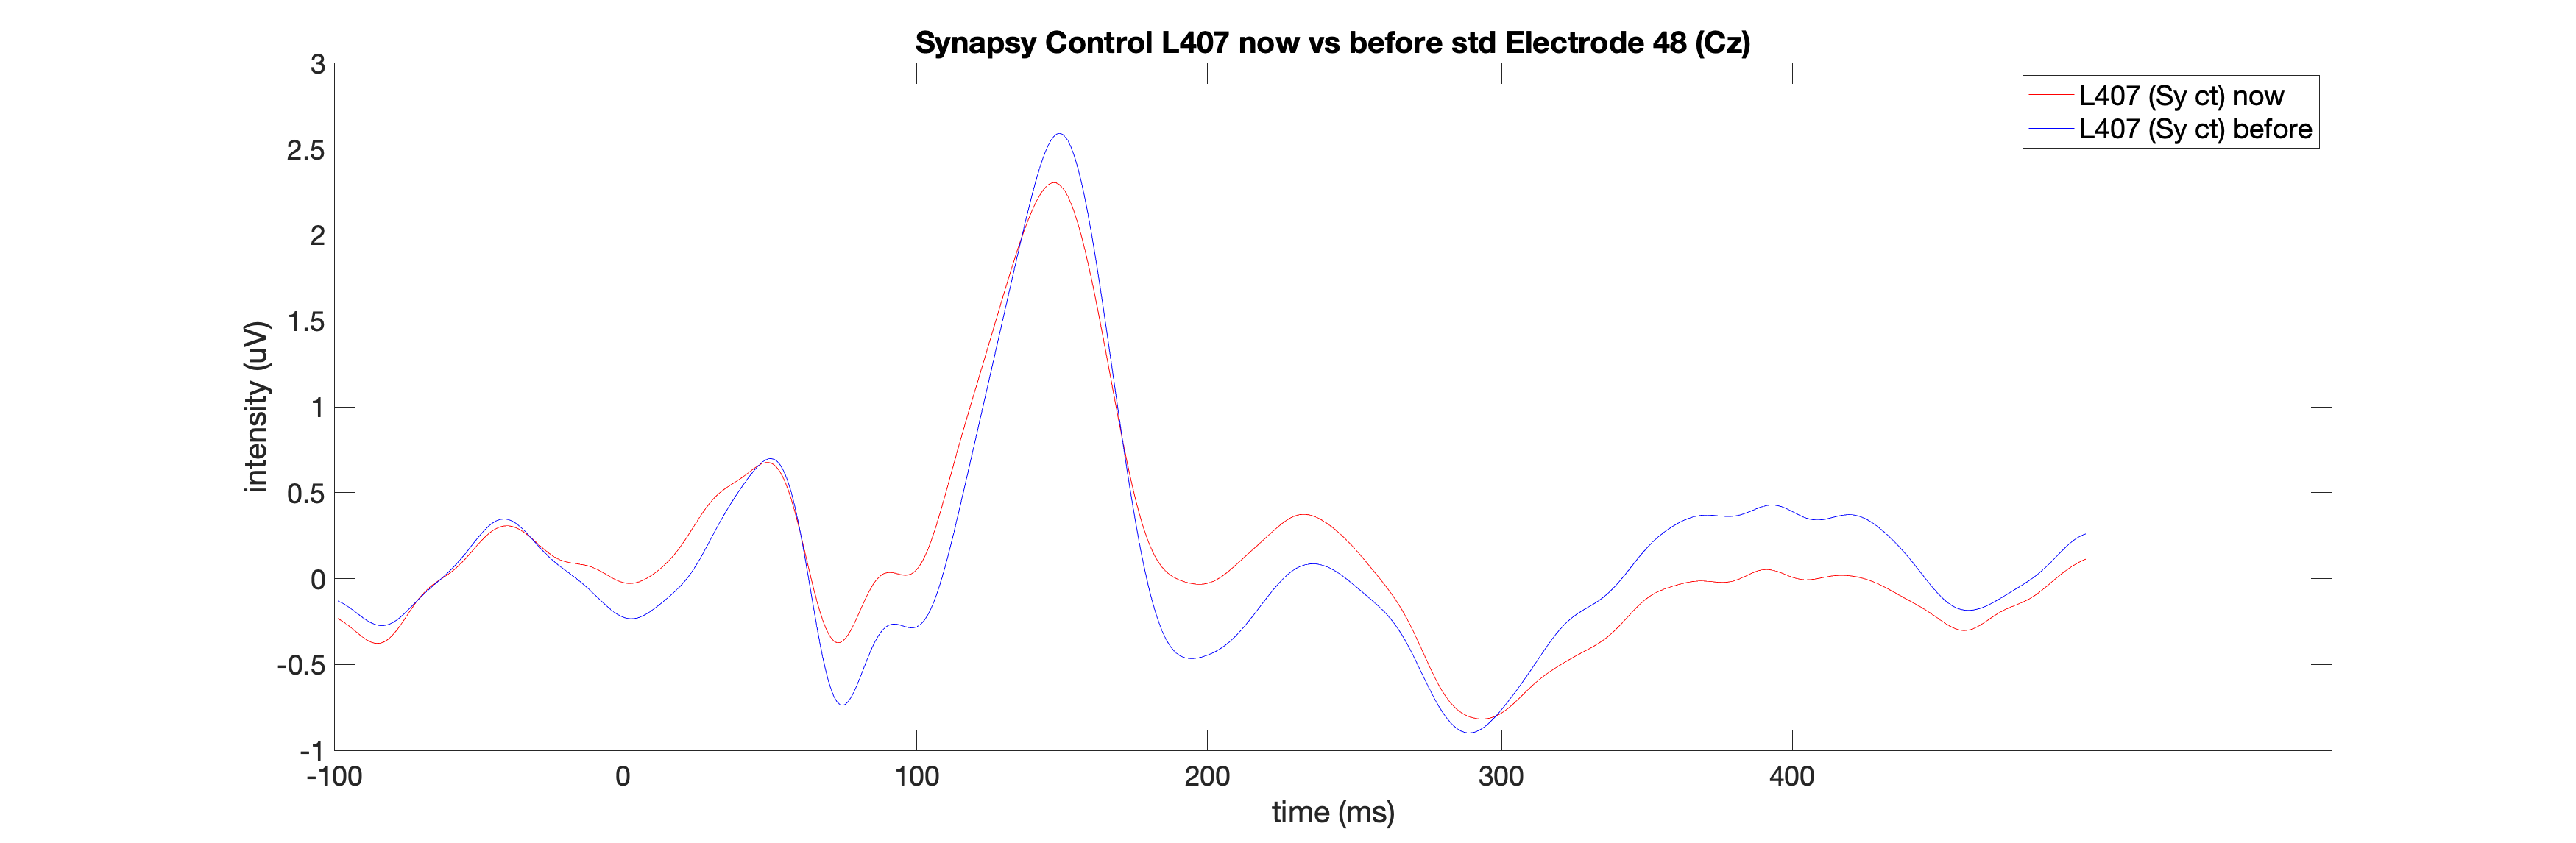 Synapsy Control L407 now vs before std Electrode 48 (Cz)
L407 (Sy ct) now
L407 (Sy ct) before
3
2.5
2
1.5
1
0.5
0
-0.5
-1
intensity (uV)
-100 0 100 200 300 400
time (ms)